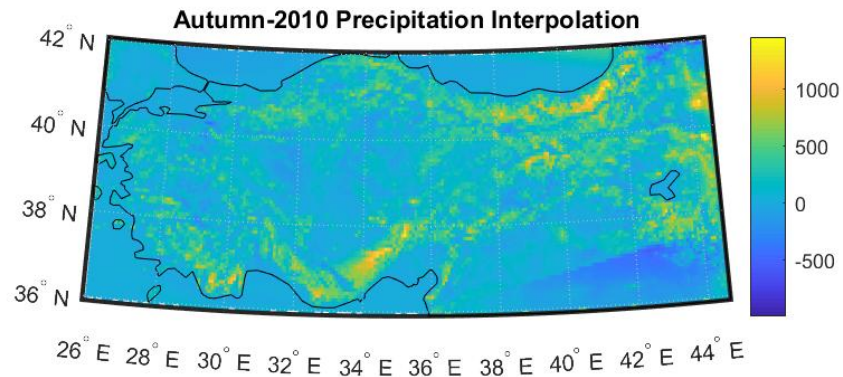 Autumn-2010 Precipitation Interpolation
42° N
40° N
38° N
36° N
26° E 28° E 30° E 32° E 34° E 36° E 38° E 40° E 42° E 44° E
1000
500
0
-500